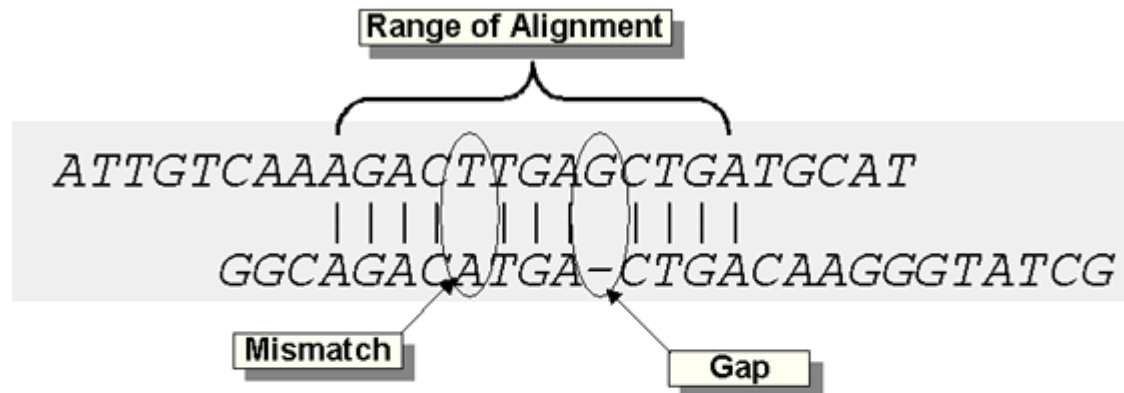 Range of Alignment
ATTGTCAAAGACTTGAGCTGATGCAT
GGCAGACATGA-CTGACAAGGGTATCG
Mismatch
Gap